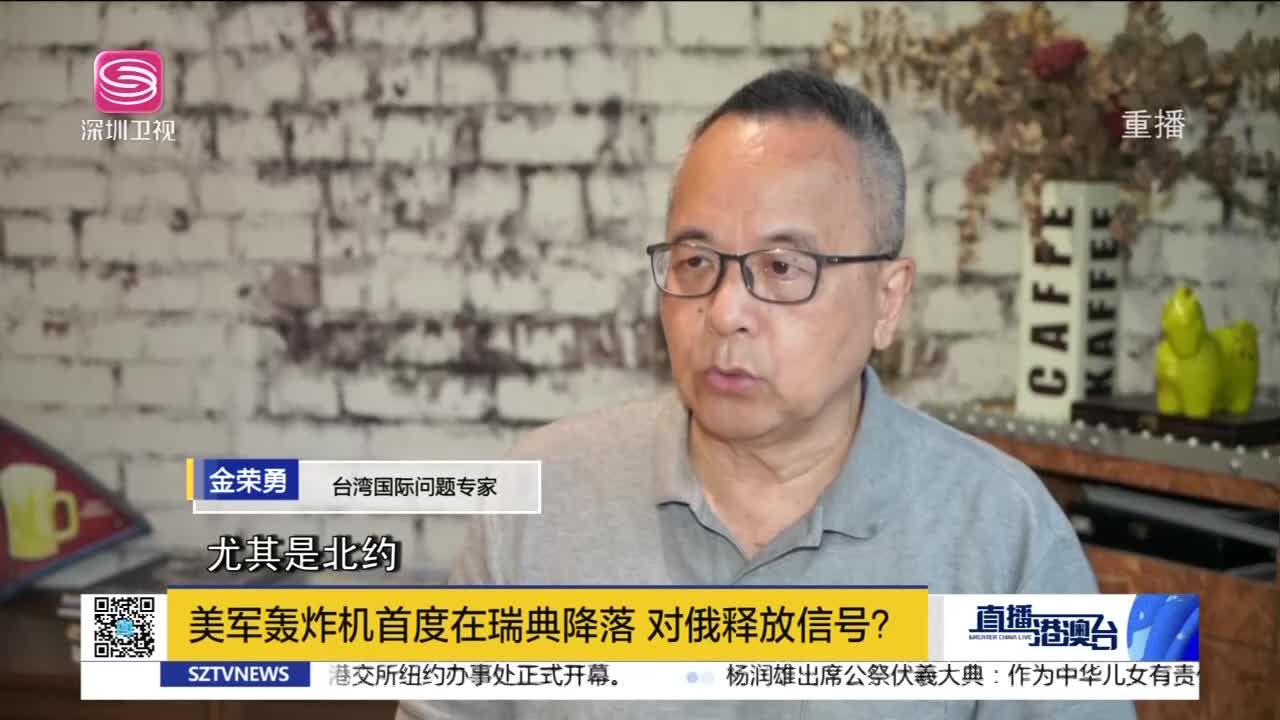 深圳卫视
重播
CAFFE
KAFFEE
金荣勇
台湾国际问题专家
尤其是北约
美军轰炸机首度在瑞典降落 对俄释放信号?
直播港澳台
GREATER CHINA LIVE
SZTVNEWS
港交所纽约办事处正式开幕。
杨润雄出席公祭伏羲大典：作为中华儿女有责